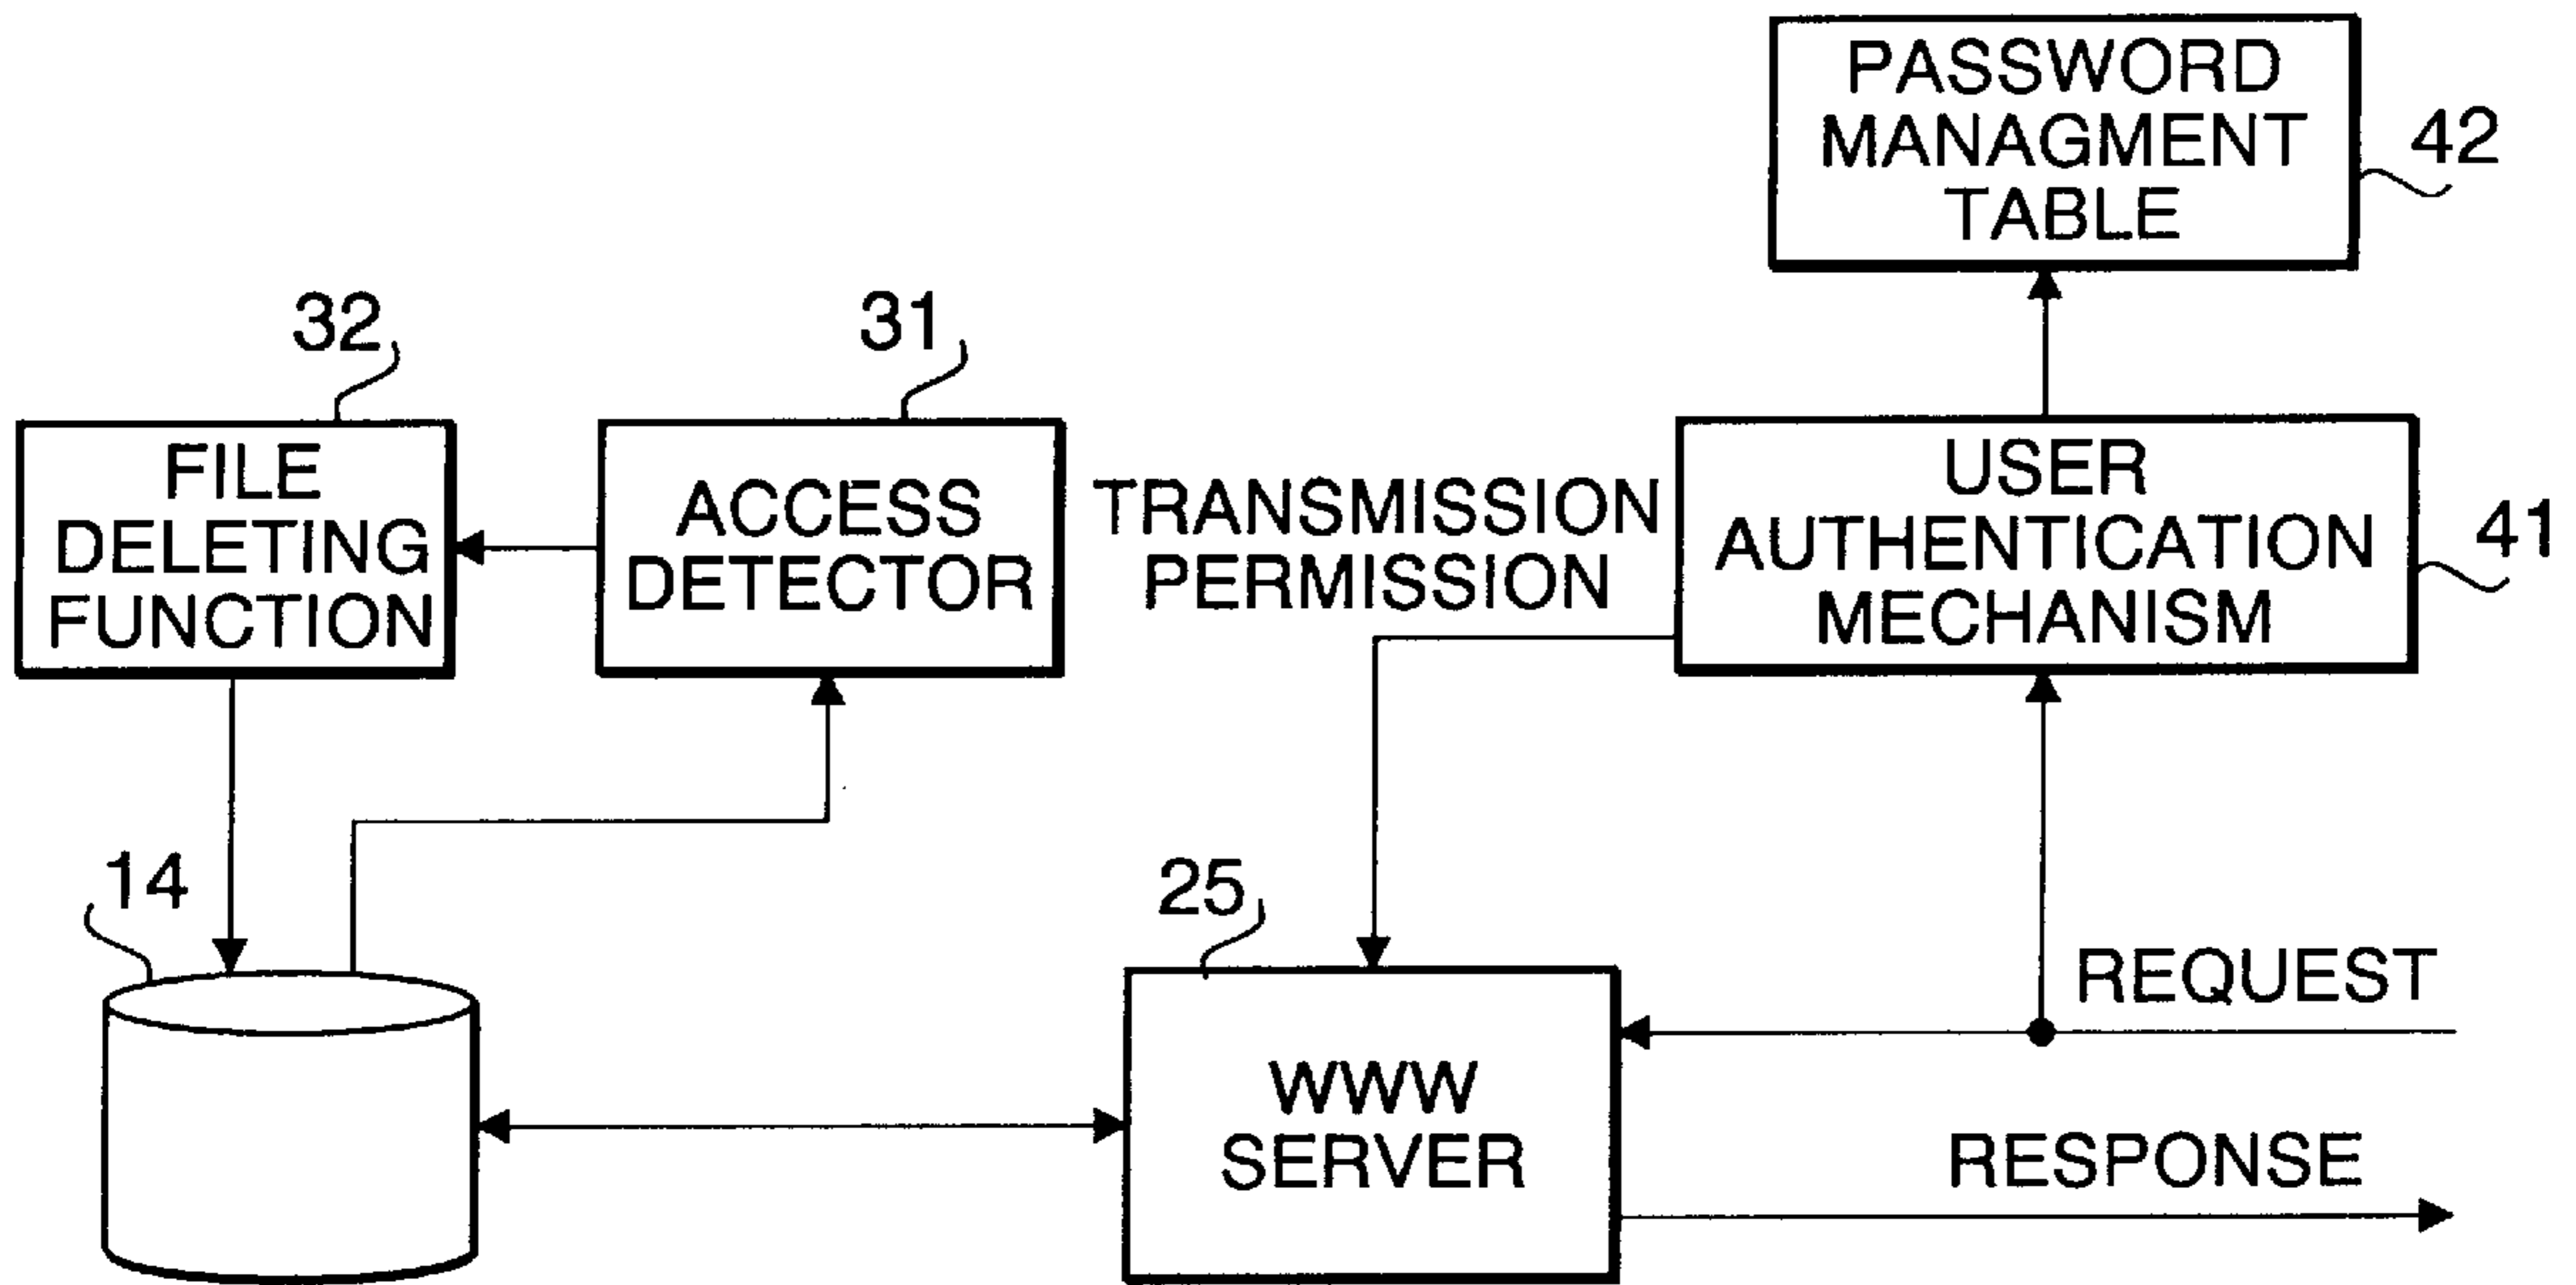 PASSWORD
MANAGMENT
TABLE
42
32
31
FILE
DELETING
FUNCTION
ACCESS
DETECTOR
TRANSMISSION
PERMISSION
USER
AUTHENTICATION
MECHANISM
41
14
25
REQUEST
WWW
SERVER
RESPONSE